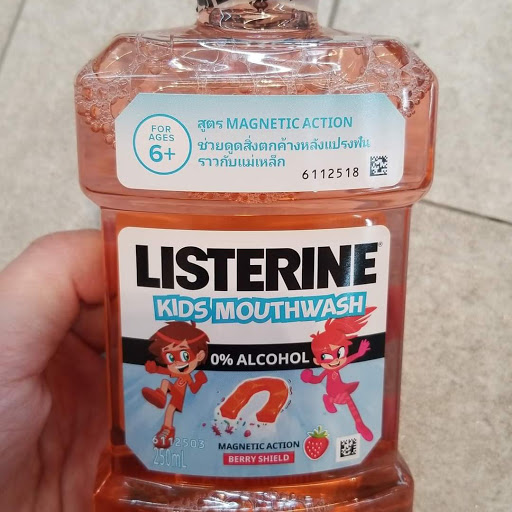 FOR
AGES
6+
สูตร MAGNETIC ACTION
ช่วยดูดสิ่งตกค้างหลังแปรงฟัน
ราวกับแม่เหล็ก
6112518
LISTERINE®
KIDS MOUTHWASH
0% ALCOHOL
6112503
250mL
MAGNETIC ACTION
BERRY SHIELD